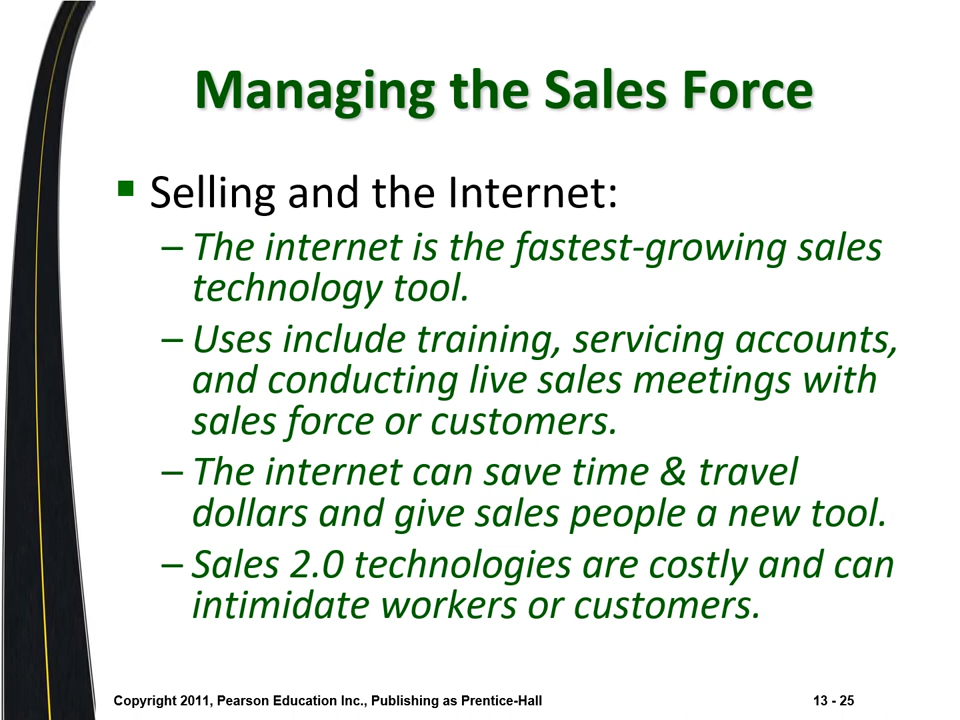 Managing the Sales Force
▪ Selling and the Internet:
– The internet is the fastest-growing sales
technology tool.
– Uses include training, servicing accounts,
and conducting live sales meetings with
sales force or customers.
– The internet can save time & travel
dollars and give sales people a new tool.
– Sales 2.0 technologies are costly and can
intimidate workers or customers.
Copyright 2011, Pearson Education Inc., Publishing as Prentice-Hall
13 - 25